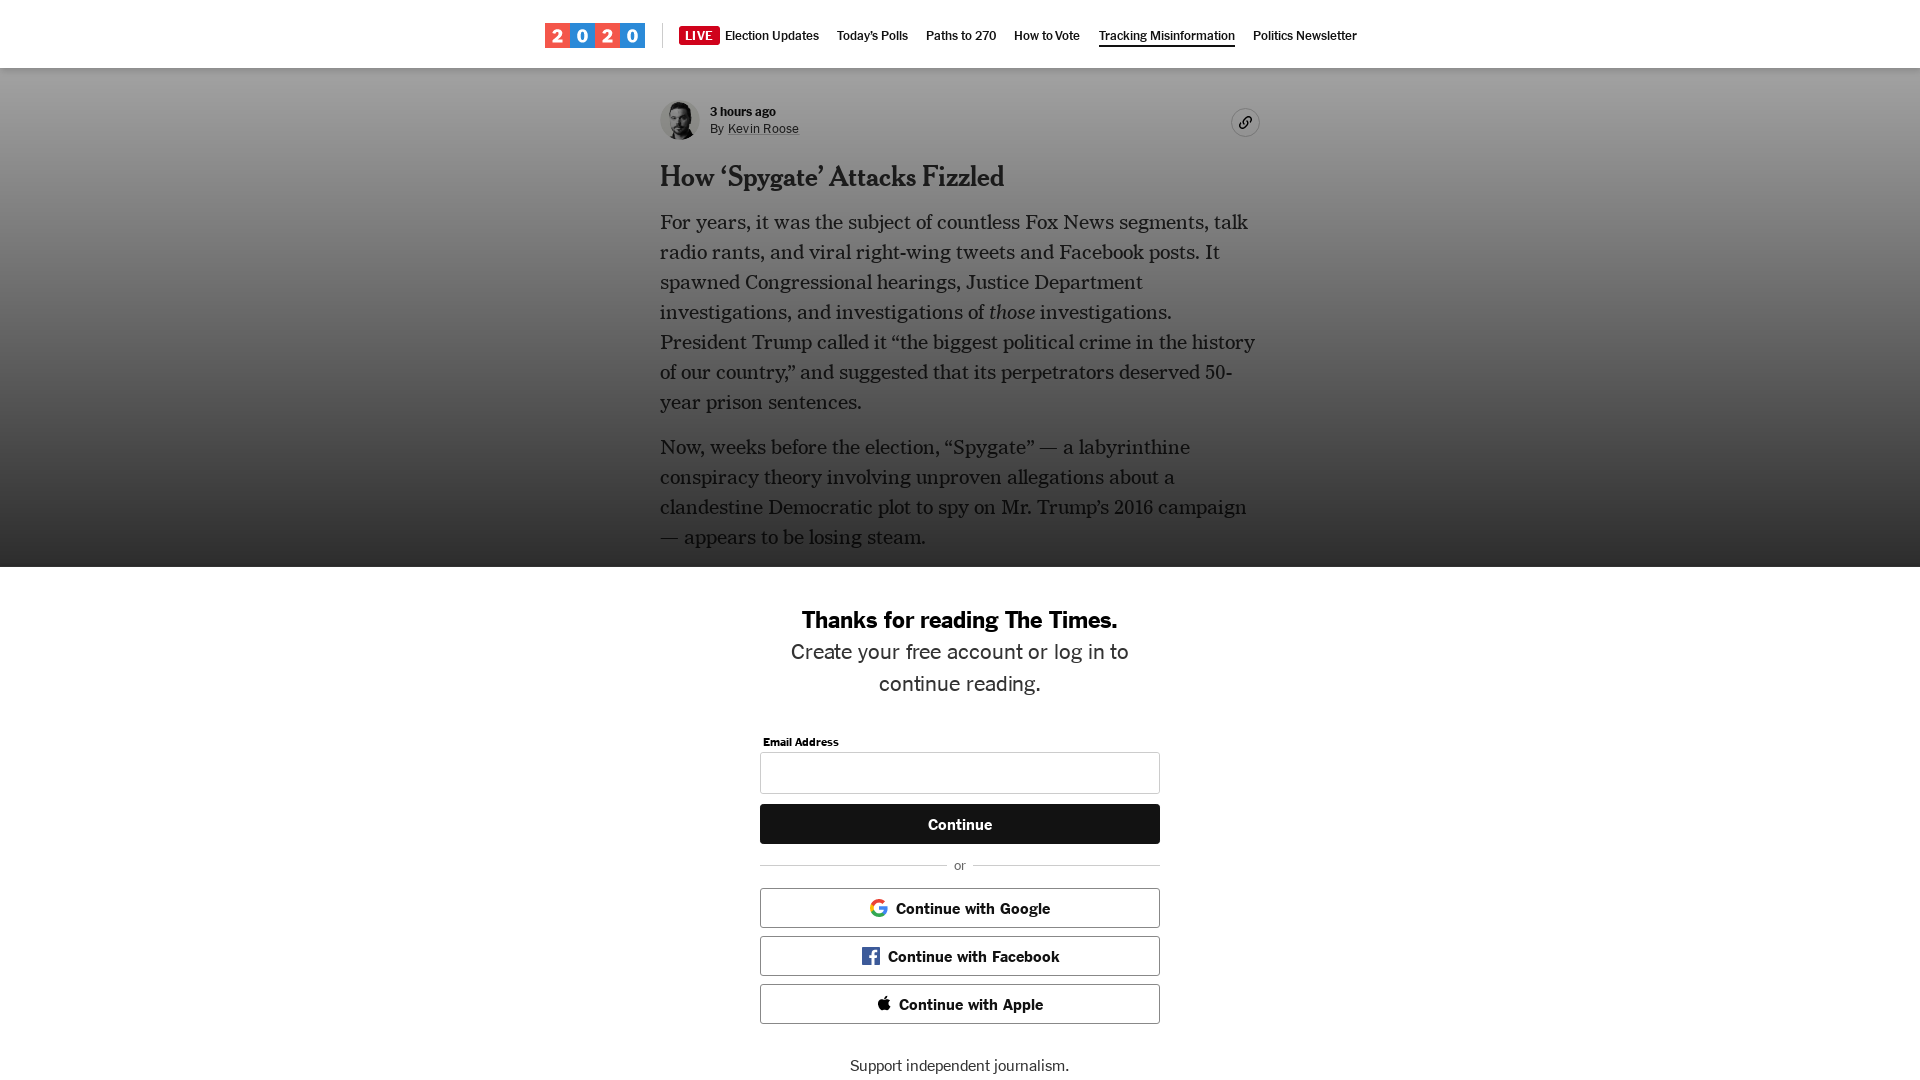 2020
LIVE Election Updates Today’s Polls Paths to 270 How to Vote Tracking Misinformation Politics Newsletter
3 hours ago
By Kevin Roose
How ‘Spygate’ Attacks Fizzled
For years, it was the subject of countless Fox News segments, talk
radio rants, and viral right-wing tweets and Facebook posts. It
spawned Congressional hearings, Justice Department
investigations, and investigations of those investigations.
President Trump called it “the biggest political crime in the history
of our country,” and suggested that its perpetrators deserved 50-
year prison sentences.
Now, weeks before the election, “Spygate” — a labyrinthine
conspiracy theory involving unproven allegations about a
clandestine Democratic plot to spy on Mr. Trump’s 2016 campaign
— appears to be losing steam.
Thanks for reading The Times.
Create your free account or log in to
continue reading.
Email Address
Continue
or
Continue with Google
Continue with Facebook
Continue with Apple
Support independent journalism.